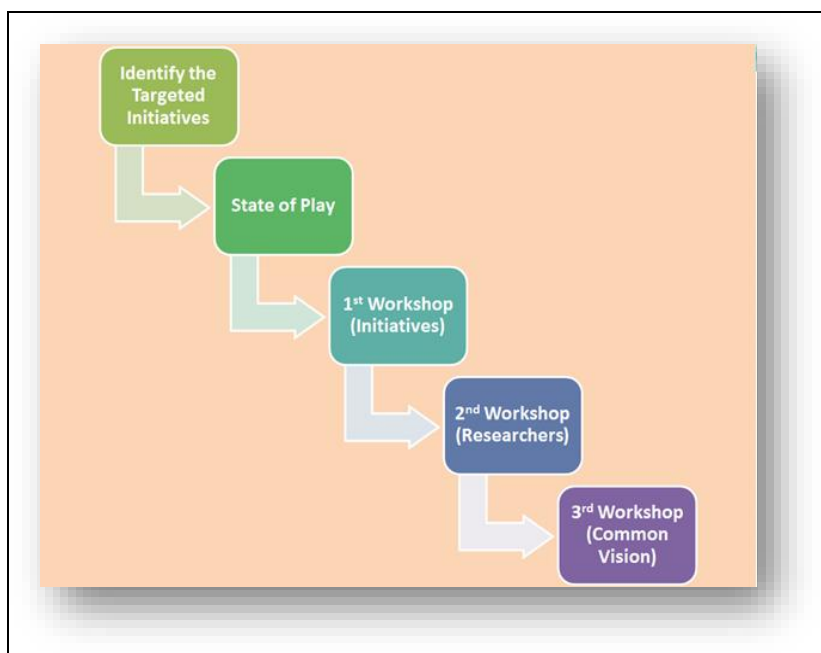 Identify the
Targeted
Initiatives
State of Play
1st Workshop
(Initiatives)
2nd Workshop
(Researchers)
3rd Workshop
(Common
Vision)